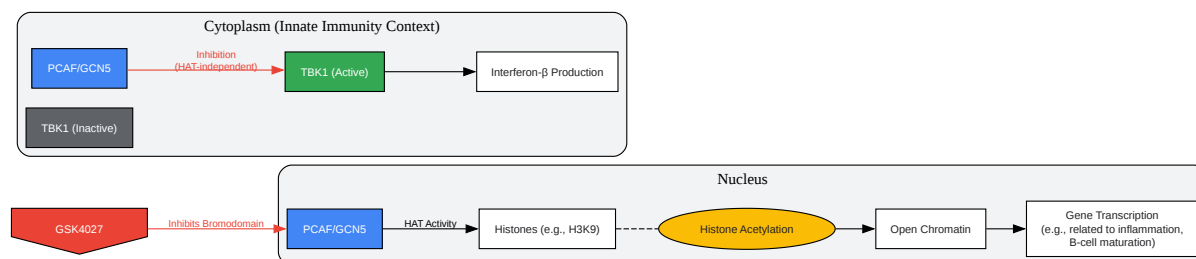 Cytoplasm (Innate Immunity Context)
PCAF/GCN5
Inhibition
(HAT-independent)
TBK1 (Active)
Interferon-β Production
TBK1 (Inactive)
Nucleus
GSK4027
Inhibits Bromodomain
PCAF/GCN5
HAT Activity
Histones (e.g., H3K9)
Histone Acetylation
Open Chromatin
Gene Transcription
(e.g., related to inflammation,
B-cell maturation)